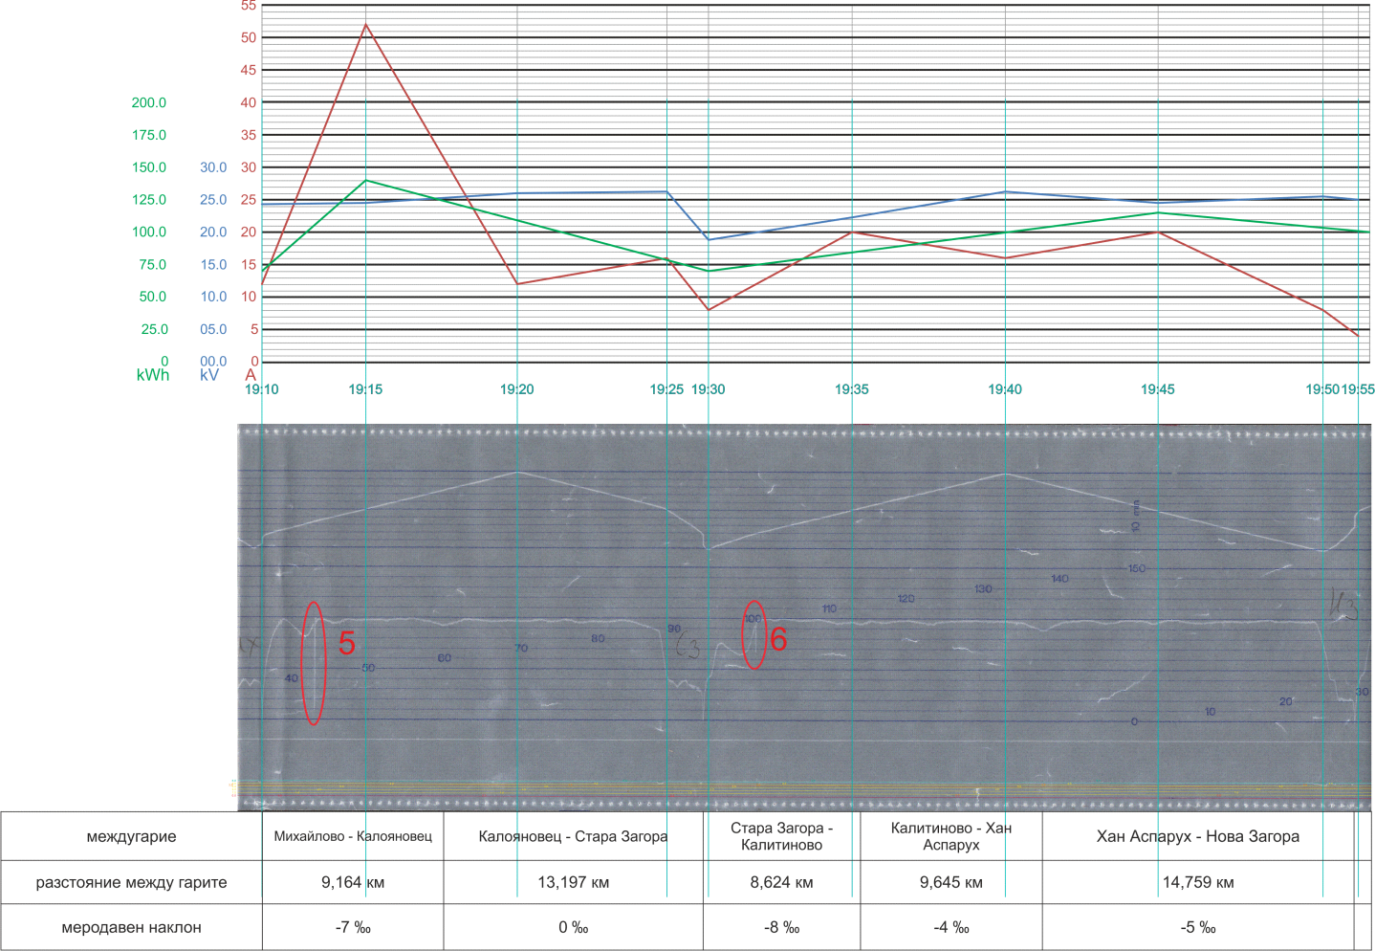 55
50
45
200.0 40
175.0 35
150.0 30.0 30
125.0 25.0 25
100.0 20.0 20
75.0 15.0 15
50.0 10.0 10
25.0 05.0 5
0 00.0 0
kWh kV A
19:10 19:15 19:20 19:25 19:30 19:35 19:40 19:45 19:50 19:55
10
150
140
130
120
110
100
90
80
70
60
50
40
5
6
СЗ
НЗ
0
10
20
30
междугарие Михайлово - Калояновец Калояновец - Стара Загора Стара Загора - Калитиново - Хан Хан Аспарух - Нова Загора
Калитиново Аспарух
разстояние между гарите 9,164 км 13,197 км 8,624 км 9,645 км 14,759 км
меродавен наклон -7 ‰ 0 ‰ -8 ‰ -4 ‰ -5 ‰